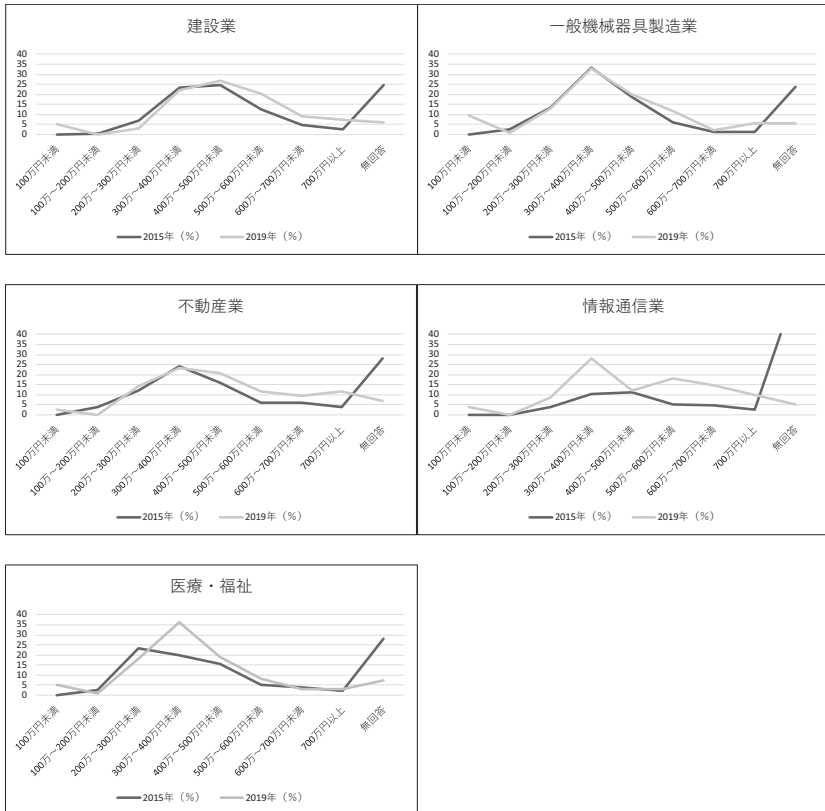 建設業
40
35
30
25
20
15
10
5
0
100万円未満
100万～200万円未満
200万～300万円未満
300万～400万円未満
400万～500万円未満
500万～600万円未満
600万～700万円未満
700万円以上
無回答
2015年（%） 2019年（%）
一般機械器具製造業
40
35
30
25
20
15
10
5
0
100万円未満
100万～200万円未満
200万～300万円未満
300万～400万円未満
400万～500万円未満
500万～600万円未満
600万～700万円未満
700万円以上
無回答
2015年（%） 2019年（%）
不動産業
40
35
30
25
20
15
10
5
0
100万円未満
100万～200万円未満
200万～300万円未満
300万～400万円未満
400万～500万円未満
500万～600万円未満
600万～700万円未満
700万円以上
無回答
2015年（%） 2019年（%）
情報通信業
40
35
30
25
20
15
10
5
0
100万円未満
100万～200万円未満
200万～300万円未満
300万～400万円未満
400万～500万円未満
500万～600万円未満
600万～700万円未満
700万円以上
無回答
2015年（%） 2019年（%）
医療・福祉
40
35
30
25
20
15
10
5
0
100万円未満
100万～200万円未満
200万～300万円未満
300万～400万円未満
400万～500万円未満
500万～600万円未満
600万～700万円未満
700万円以上
無回答
2015年（%） 2019年（%）